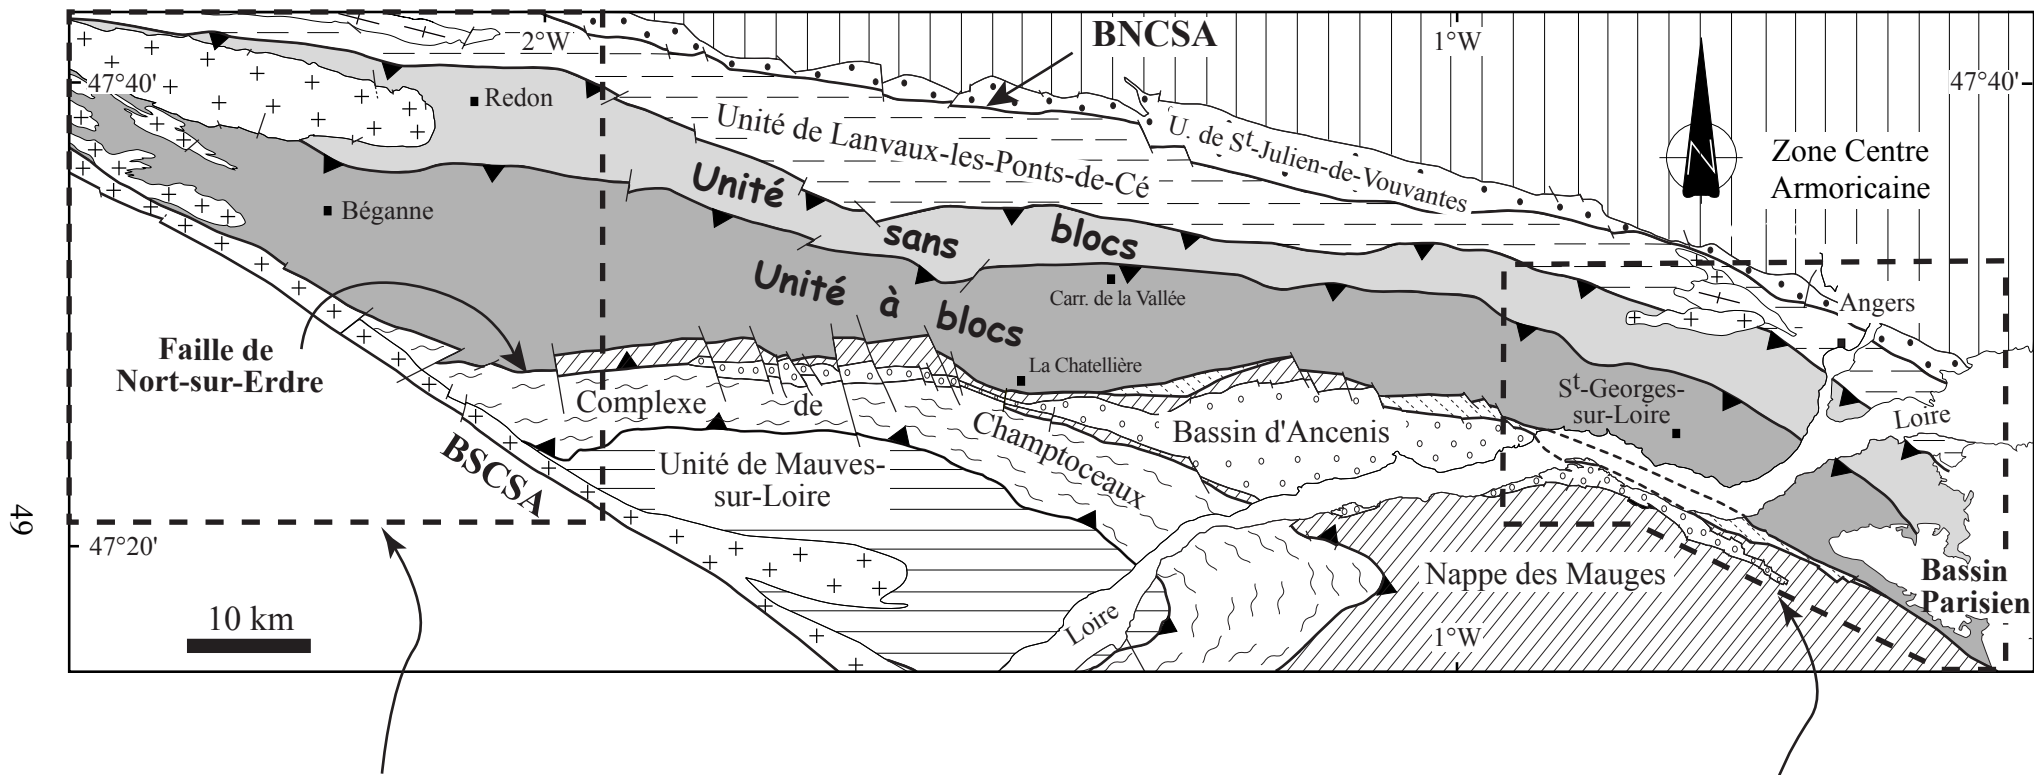 BNCSA
2°W
1°W
47°40'
47°40'
Redon
Unité de Lanvaux-les-Ponts-de-Cé
U. de St-Julien-de-Vouvantes
Zone Centre
Armoricaine
N
Béganne
Unité
sans
blocs
Unité à blocs
Carr. de la Vallée
Angers
Faille de
Nort-sur-Erdre
La Chatellière
St-Georges-
sur-Loire
Loire
Complexe de
Champtoceaux
Bassin d'Ancenis
BSCSA
Unité de Mauves-
sur-Loire
49
47°20'
Nappe des Mauges
Bassin
Parisien
10 km
Loire
1°W